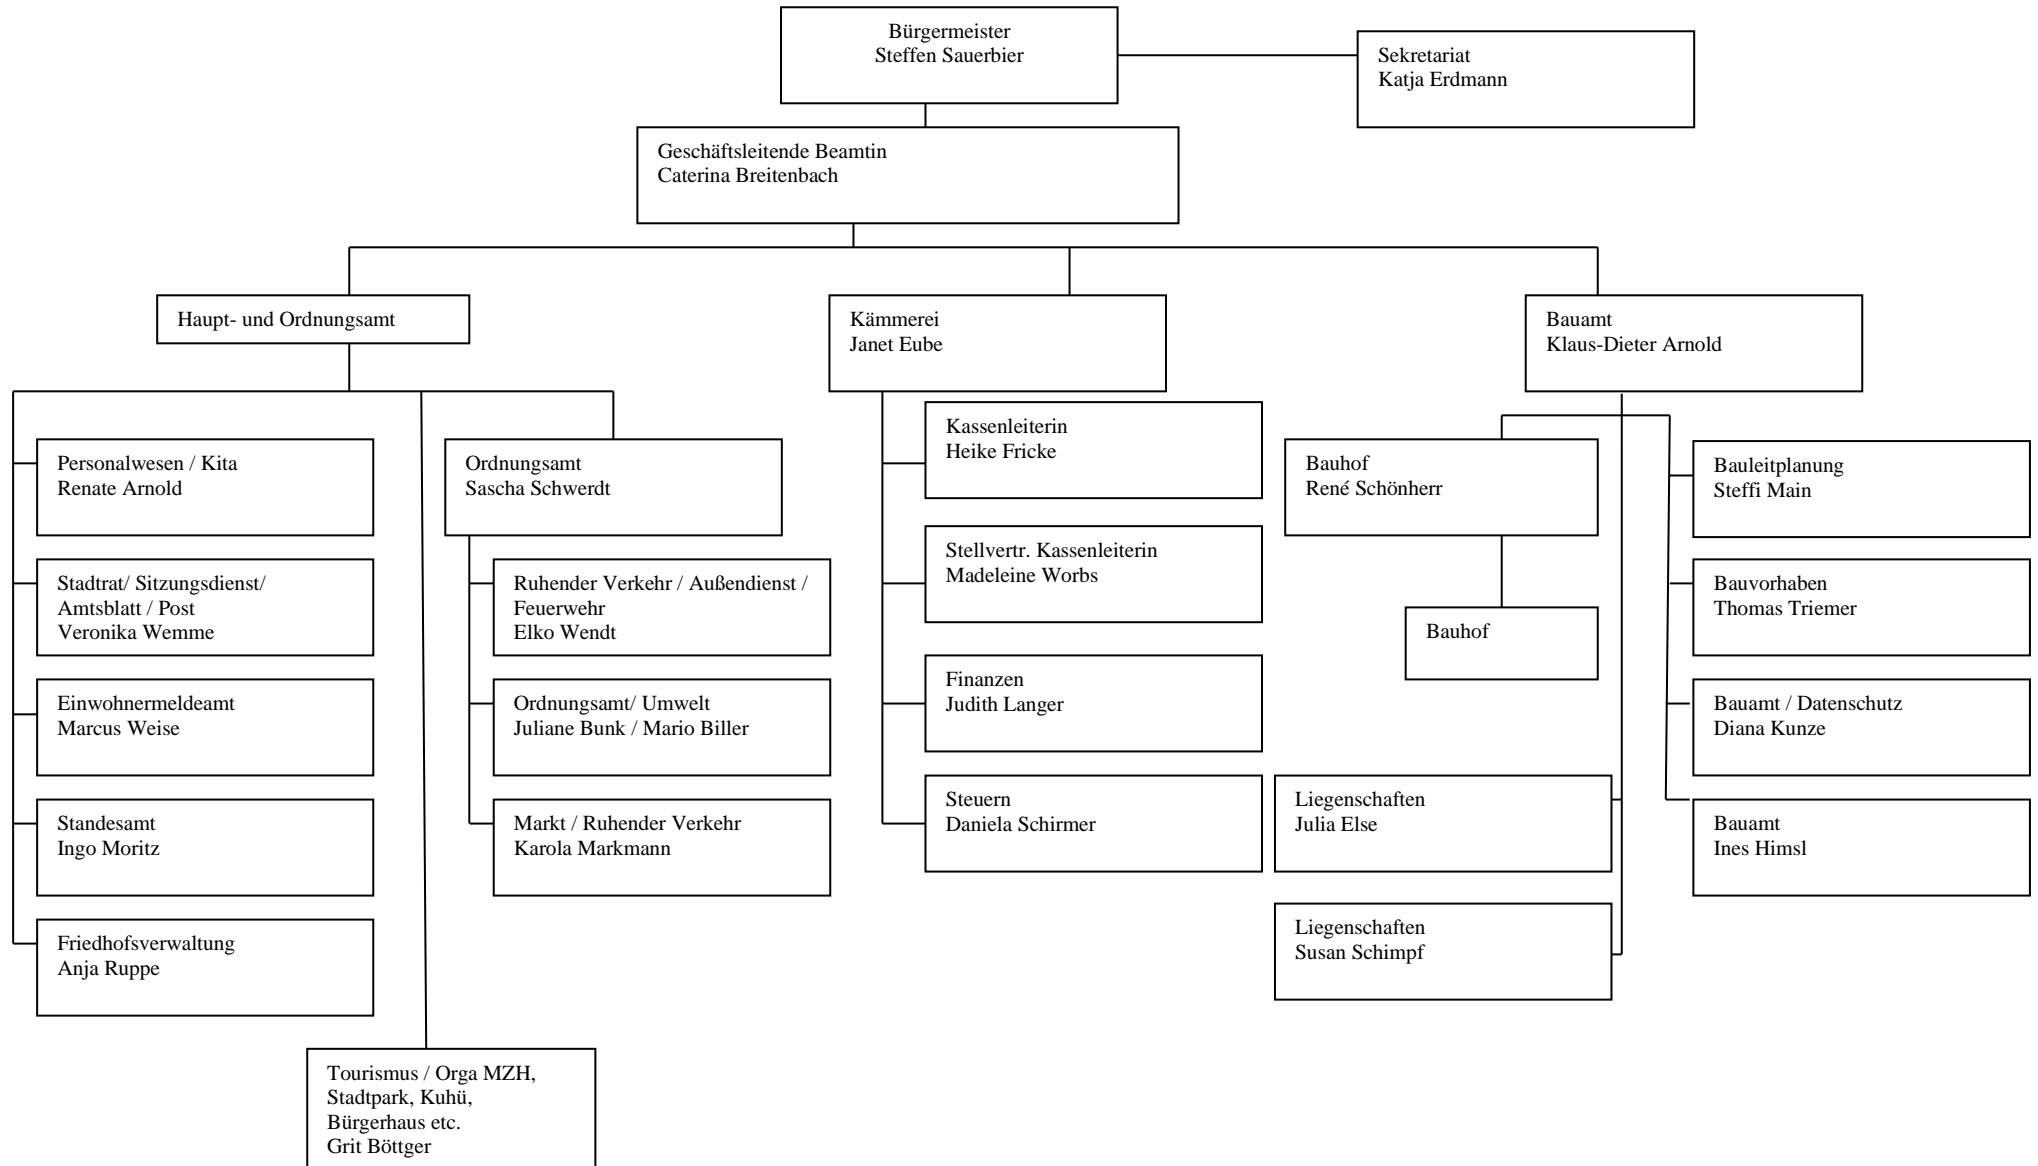 Bürgermeister
Steffen Sauerbier
Sekretariat
Katja Erdmann
Geschäftsleitende Beamtin
Caterina Breitenbach
Haupt- und Ordnungsamt
Kämmerei
Janet Eube
Bauamt
Klaus-Dieter Arnold
Personalwesen / Kita
Renate Arnold
Stadtrat/ Sitzungsdienst/
Amtsblatt / Post
Veronika Wemme
Einwohnermeldeamt
Marcus Weise
Standesamt
Ingo Moritz
Friedhofsverwaltung
Anja Ruppe
Tourismus / Orga MZH,
Stadtpark, Kuhü,
Bürgerhaus etc.
Grit Böttger
Ordnungsamt
Sascha Schwerdt
Ruhender Verkehr / Außendienst /
Feuerwehr
Elko Wendt
Ordnungsamt/ Umwelt
Juliane Bunk / Mario Biller
Markt / Ruhender Verkehr
Karola Markmann
Kassenleiterin
Heike Fricke
Stellvertr. Kassenleiterin
Madeleine Worbs
Finanzen
Judith Langer
Steuern
Daniela Schirmer
Bauhof
René Schönherr
Bauhof
Liegenschaften
Julia Else
Liegenschaften
Susan Schimpf
Bauleitplanung
Steffi Main
Bauvorhaben
Thomas Triemer
Bauamt / Datenschutz
Diana Kunze
Bauamt
Ines Himsl